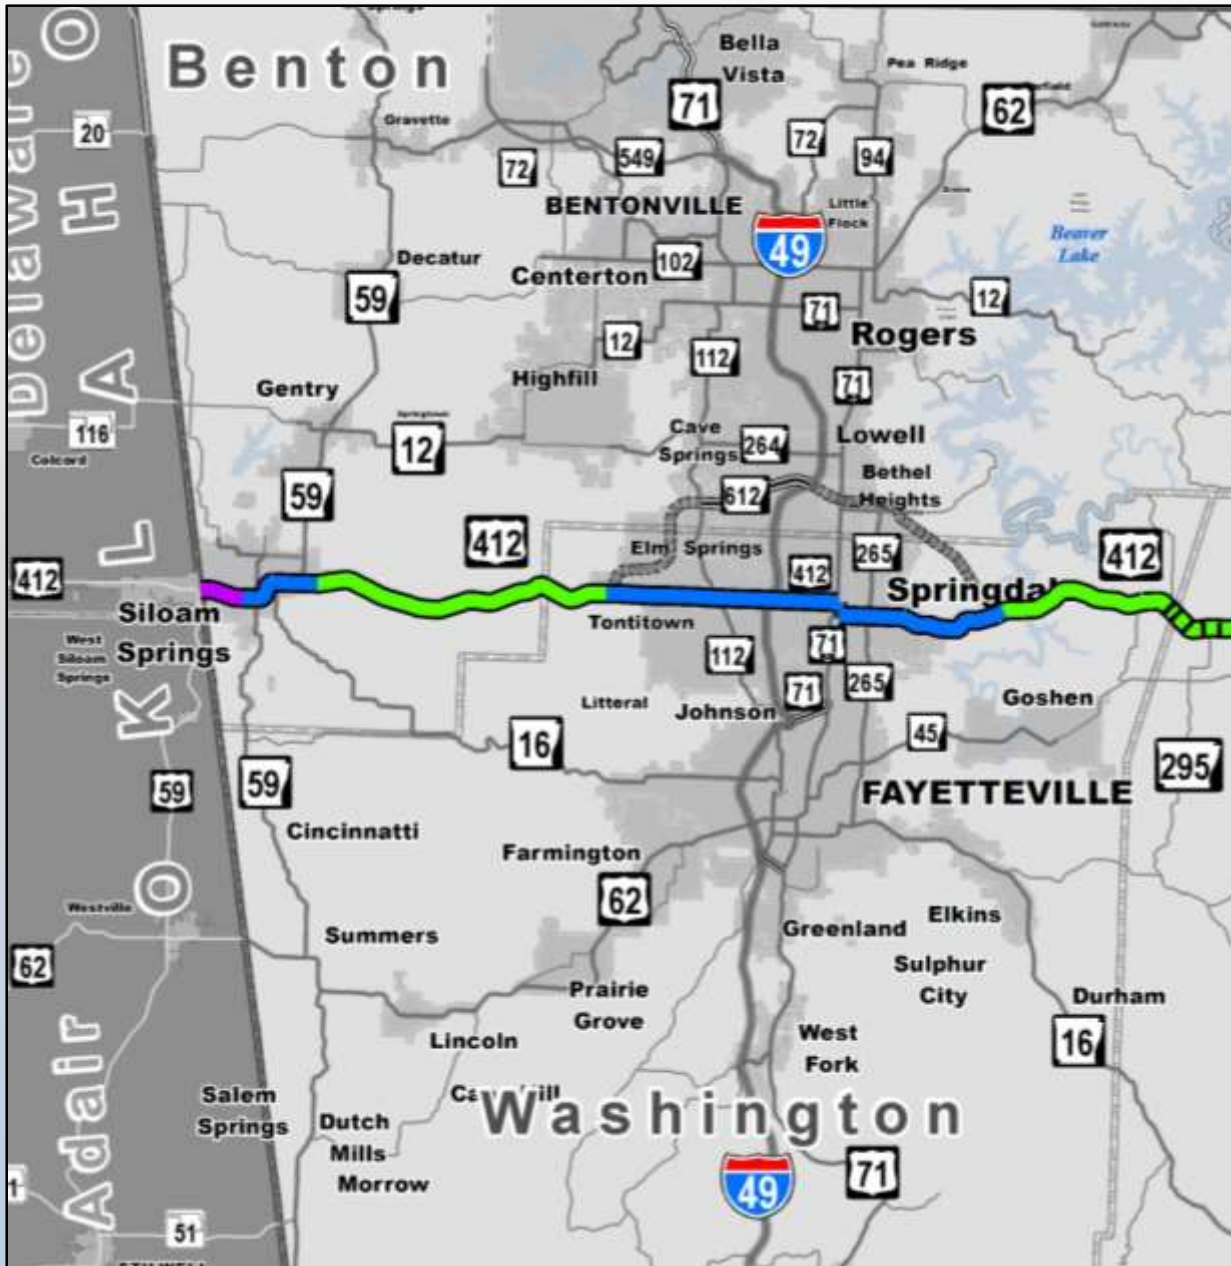 Springs
Benton
Bella
Vista
Pea Ridge
71
62
Gravette
20
72
549
72
94
Delaware
OKLAHO
BENTONVILLE
Little
Flock
49
Beaver
Lake
Decatur
Centerton
102
59
12
71
Rogers
12
112
Highfill
71
Gentry
116
12
Cave
Springs
264
Lowell
Colcord
59
612
Bethel
Heights
412
Elm Springs
412
265
412
412
Springdal
Siloam
Springs
Tontitown
West
Siloam
Springs
112
71
265
71
Litteral
Johnson
Goshen
16
45
59
59
295
FAYETTEVILLE
Cincinnatti
Farmington
62
Westville
Summers
Greenland
Elkins
62
Sulphur
City
Prairie
Grove
Durham
Lincoln
West
Fork
16
Adair
Salem
Springs
Washington
Dutch
Mills
Morrow
49
71
1
51